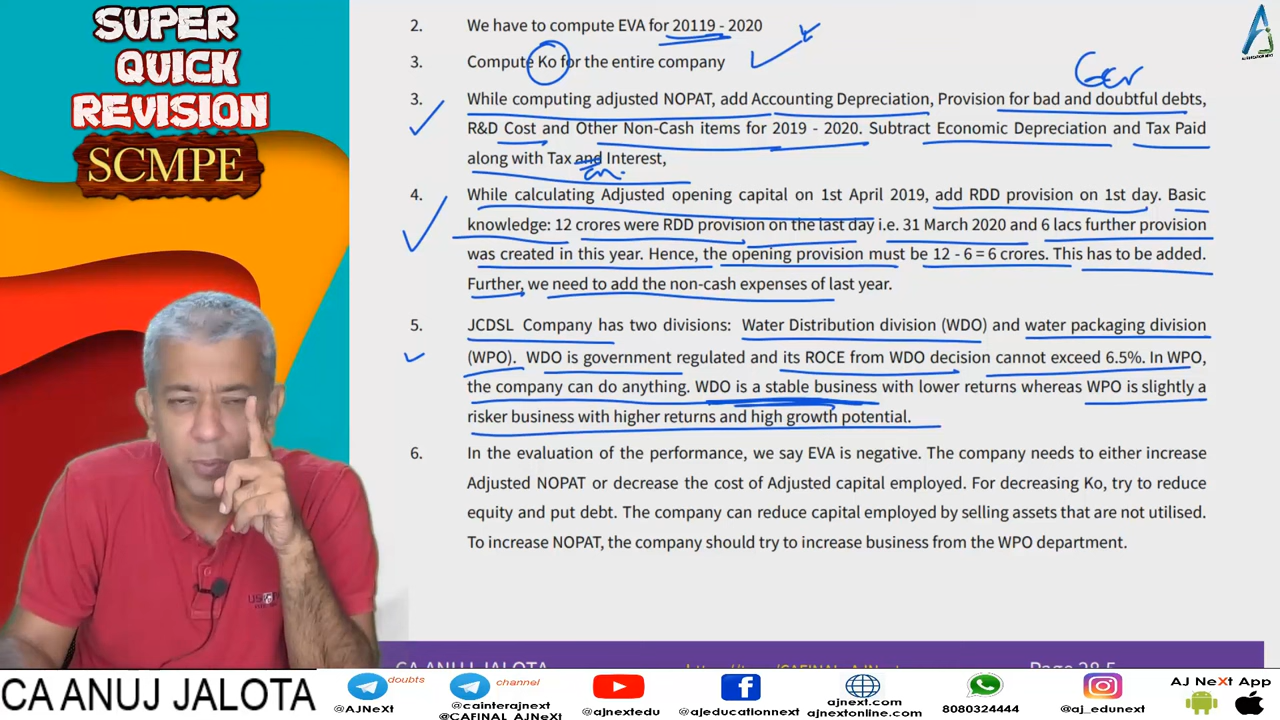 SUPER
QUICK
REVISION
SCMPE
2. We have to compute EVA for 20119 - 2020
3. Compute Ko for the entire company
3. While computing adjusted NOPAT, add Accounting Depreciation, Provision for bad and doubtful debts,
R&D Cost and Other Non-Cash items for 2019 - 2020. Subtract Economic Depreciation and Tax Paid
along with Tax and Interest,
4. While calculating Adjusted opening capital on 1st April 2019, add RDD provision on 1st day. Basic
knowledge: 12 crores were RDD provision on the last day i.e. 31 March 2020 and 6 lacs further provision
was created in this year. Hence, the opening provision must be 12 - 6 = 6 crores. This has to be added.
Further, we need to add the non-cash expenses of last year.
5. JCDSL Company has two divisions: Water Distribution division (WDO) and water packaging division
(WPO). WDO is government regulated and its ROCE from WDO decision cannot exceed 6.5%. In WPO,
the company can do anything. WDO is a stable business with lower returns whereas WPO is slightly a
risker business with higher returns and high growth potential.
6. In the evaluation of the performance, we say EVA is negative. The company needs to either increase
Adjusted NOPAT or decrease the cost of Adjusted capital employed. For decreasing Ko, try to reduce
equity and put debt. The company can reduce capital employed by selling assets that are not utilised.
To increase NOPAT, the company should try to increase business from the WPO department.
CA ANUJ JALOTA
doubts
@AJNeXt
channel
@cainterajnext
@CAFINAL_AJNeXt
@ajnextedu
@ajeducationnext
ajnext.com
ajnextonline.com
8080324444
@aj_edunext
AJ NeXt App